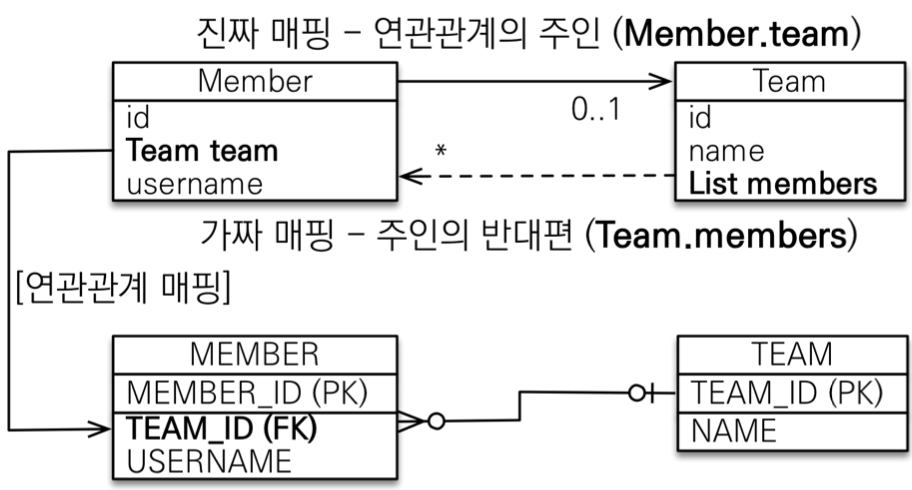 진짜 매핑 – 연관관계의 주인 (Member.team)
Member
id
Team team
username
0..1
*
Team
id
name
List members
가짜 매핑 – 주인의 반대편 (Team.members)
[연관관계 매핑]
MEMBER
MEMBER_ID (PK)
TEAM_ID (FK)
USERNAME
TEAM
TEAM_ID (PK)
NAME